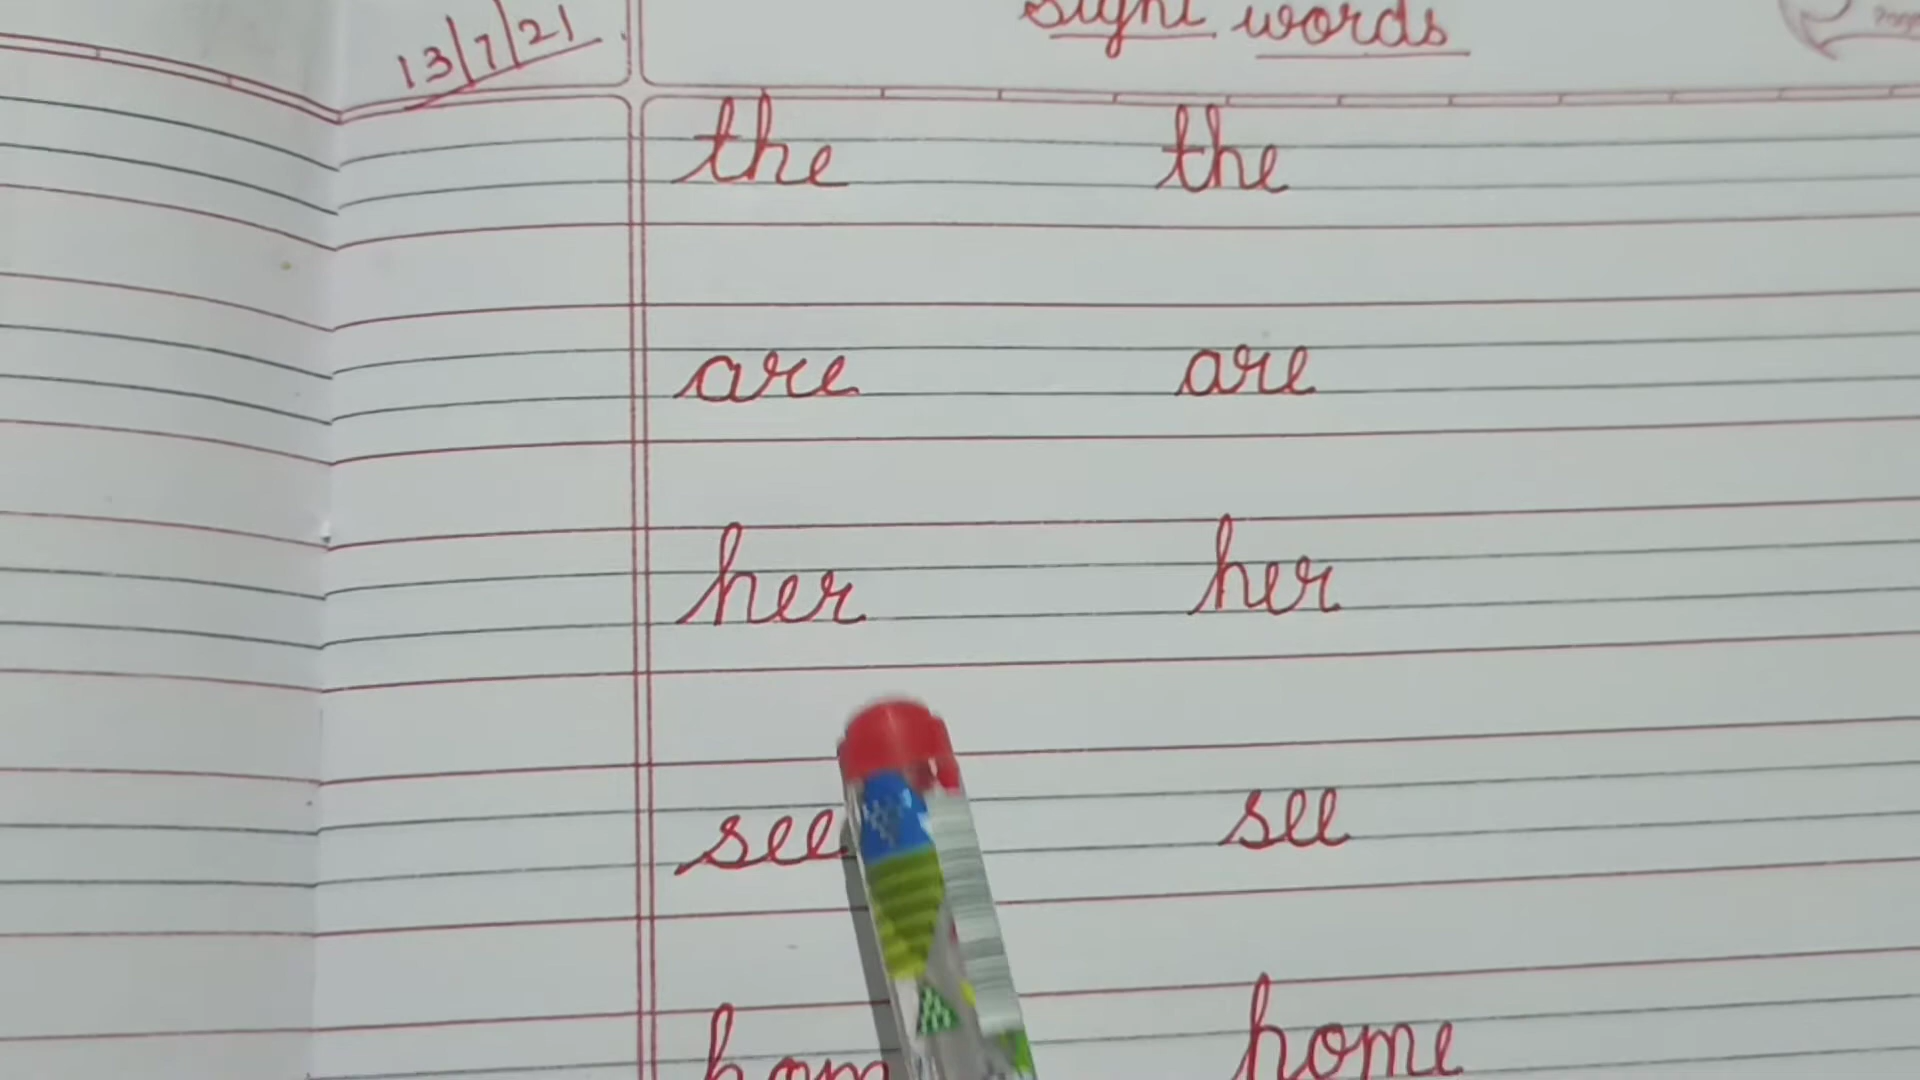 13/7/21
Sight words
the the
are are
her her
see see
home